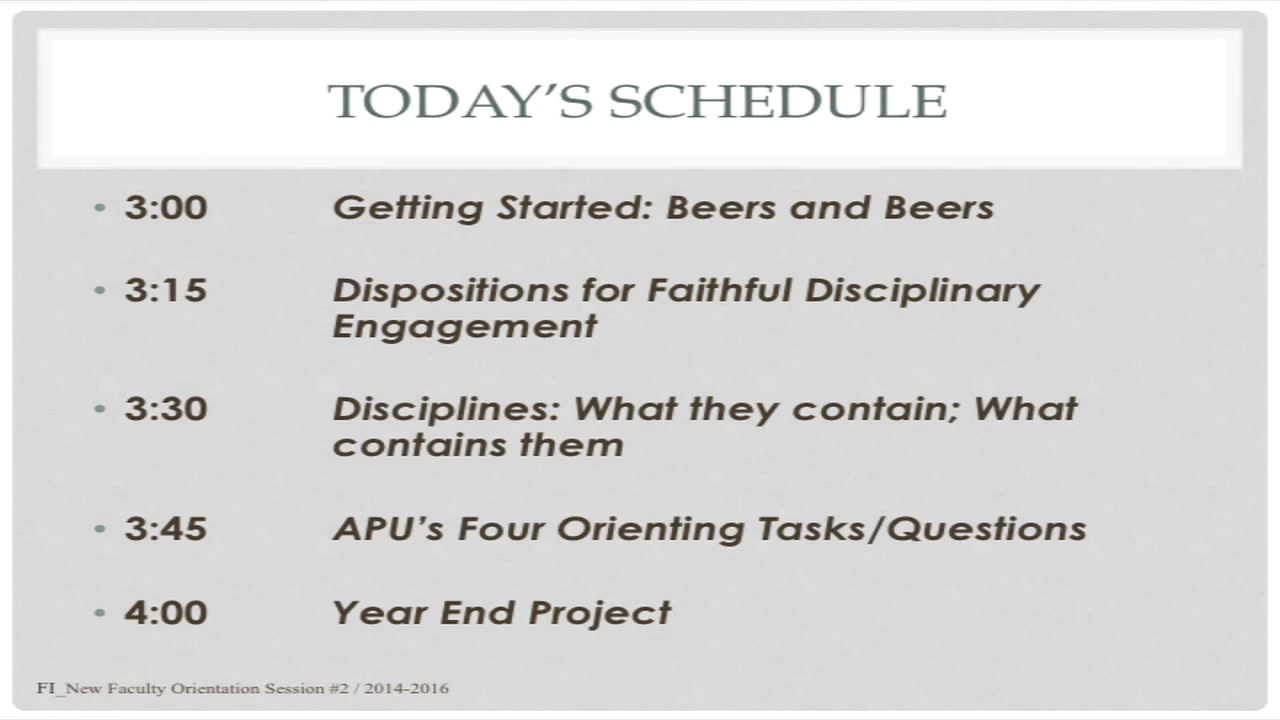 TODAY’S SCHEDULE
• 3:00 Getting Started: Beers and Beers
• 3:15 Dispositions for Faithful Disciplinary
Engagement
• 3:30 Disciplines: What they contain; What
contains them
• 3:45 APU’s Four Orienting Tasks/Questions
• 4:00 Year End Project
FI_New Faculty Orientation Session #2 / 2014-2016